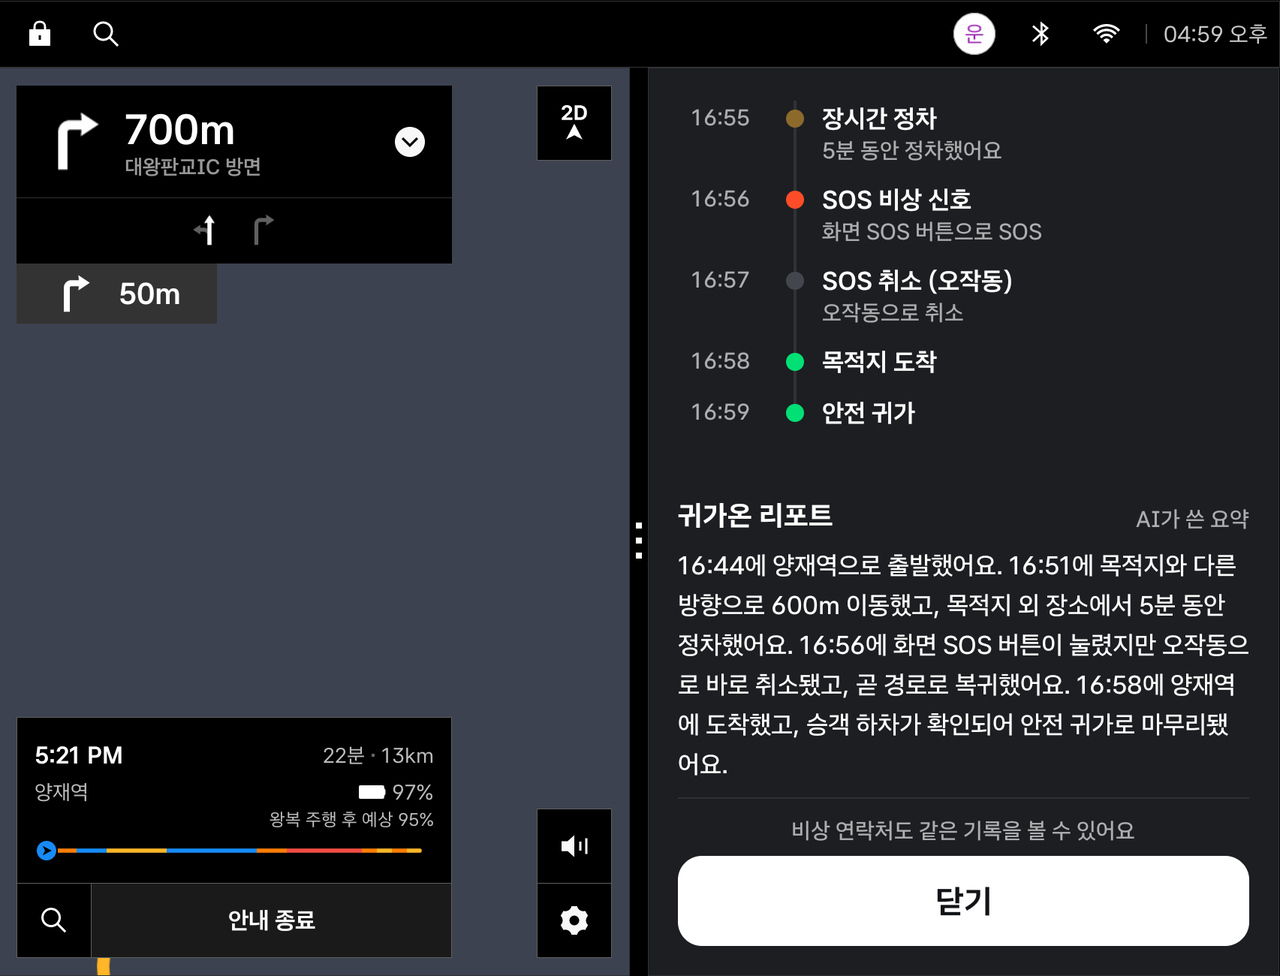 운
04:59 오후
700m
대왕판교IC 방면
50m
2D
5:21 PM
22분 · 13km
양재역
97%
왕복 주행 후 예상 95%
안내 종료
16:55
장시간 정차
5분 동안 정차했어요
16:56
SOS 비상 신호
화면 SOS 버튼으로 SOS
16:57
SOS 취소 (오작동)
오작동으로 취소
16:58
목적지 도착
16:59
안전 귀가
귀가온 리포트
AI가 쓴 요약
16:44에 양재역으로 출발했어요. 16:51에 목적지와 다른
방향으로 600m 이동했고, 목적지 외 장소에서 5분 동안
정차했어요. 16:56에 화면 SOS 버튼이 눌렸지만 오작동으
로 바로 취소됐고, 곧 경로로 복귀했어요. 16:58에 양재역
에 도착했고, 승객 하차가 확인되어 안전 귀가로 마무리됐
어요.
비상 연락처도 같은 기록을 볼 수 있어요
닫기